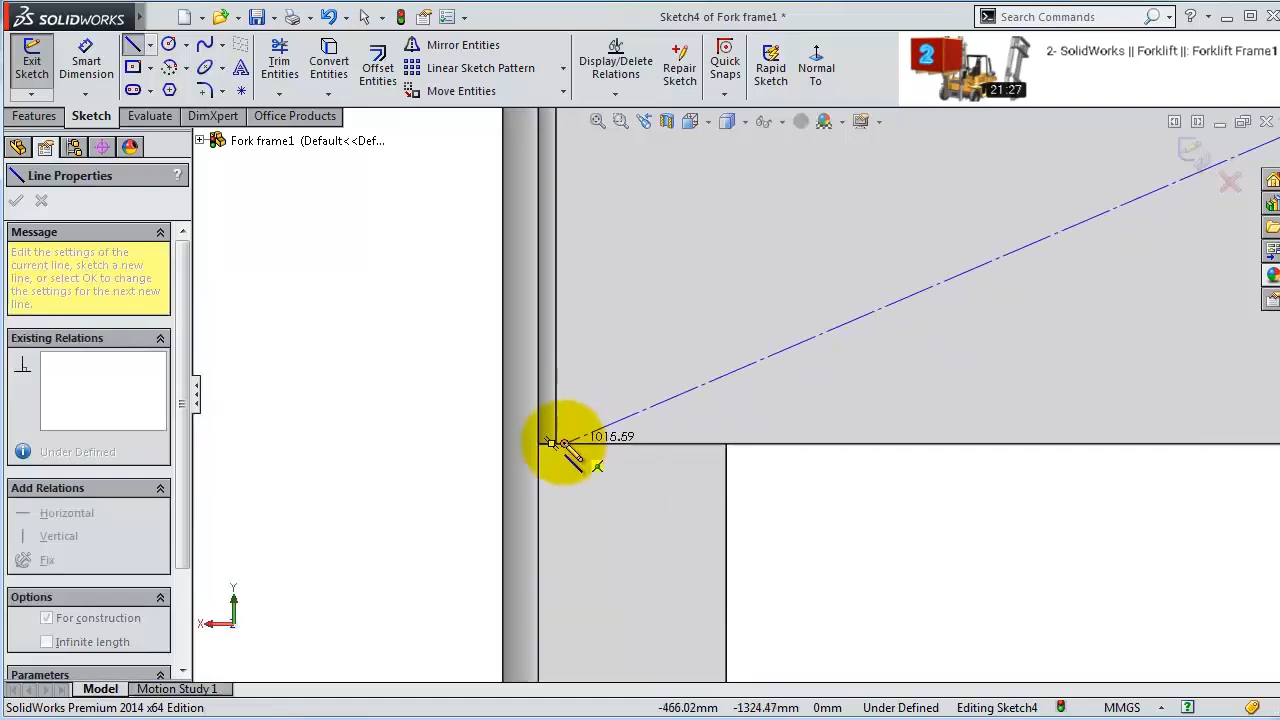 SOLIDWORKS
Sketch4 of Fork frame1 *
Search Commands
?
Exit Sketch
Smart Dimension
Trim Entities
Convert Entities
Offset Entities
Mirror Entities
Linear Sketch Pattern
Move Entities
Display/Delete Relations
Repair Sketch
Quick Snaps
Rapid Sketch
Normal To
2
21:27
2- SolidWorks || Forklift ||: Forklift Frame1
Features
Sketch
Evaluate
DimXpert
Office Products
Fork frame1 (Default<<Def...
Line Properties
?
Message
Edit the settings of the
current line, sketch a new
line, or select OK to change
the settings for the next new
line.
Existing Relations
Under Defined
Add Relations
Horizontal
Vertical
Fix
Options
For construction
Infinite length
Parameters
1015.59
Y
X
Z
Model
Motion Study 1
SolidWorks Premium 2014 x64 Edition
-466.02mm
-1324.47mm
0mm
Under Defined
Editing Sketch4
MMGS
?